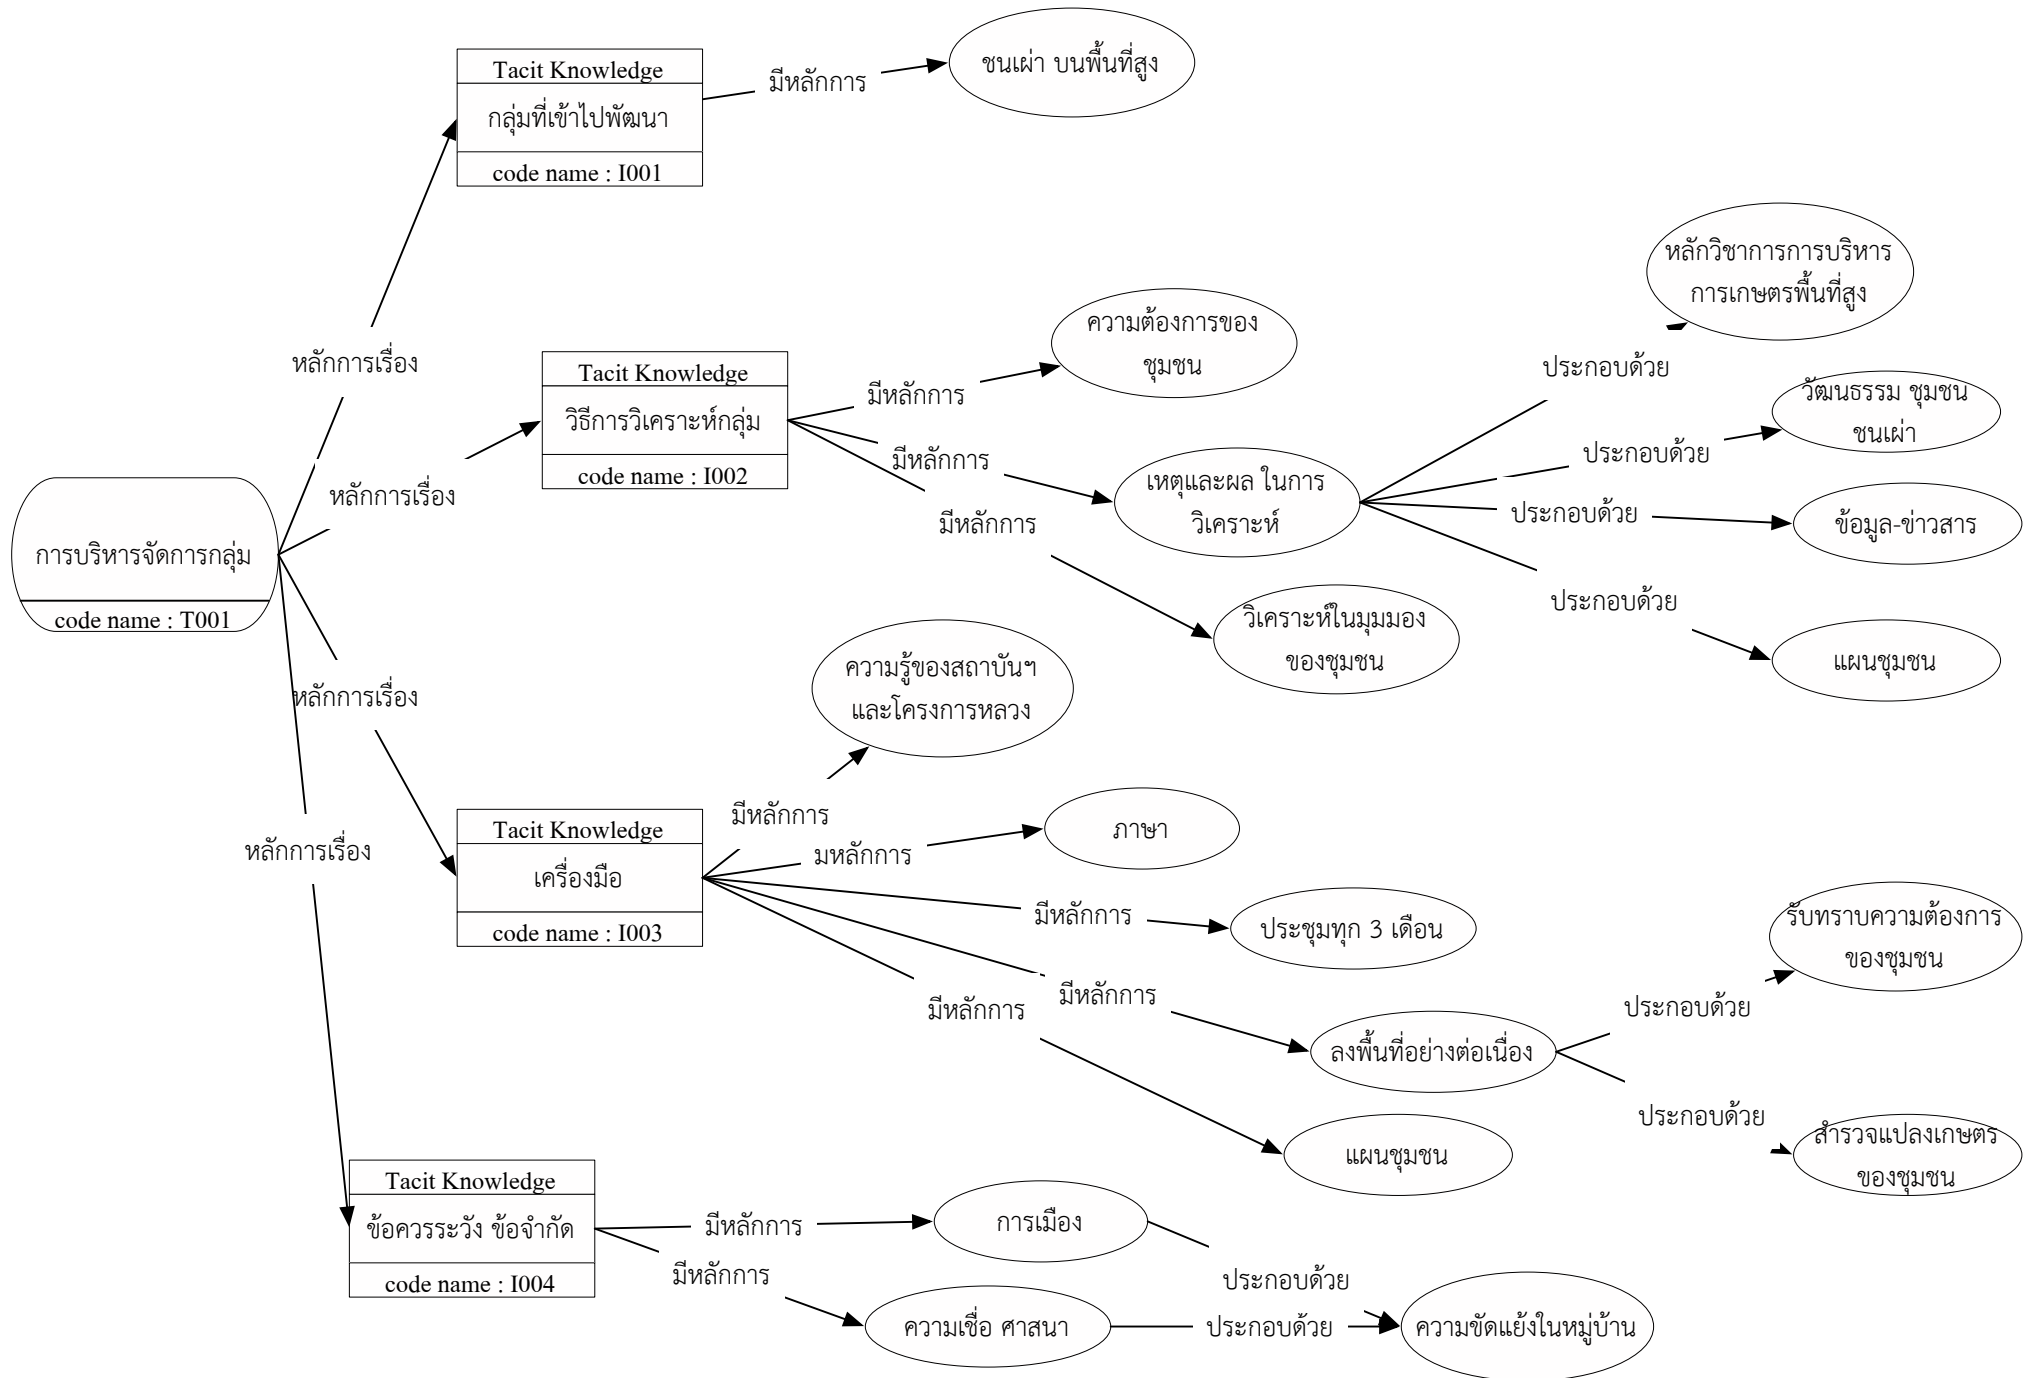 Tacit Knowledge
กลุ่มที่เข้าไปพัฒนา
code name : I001
มีหลักการ
ชนเผ่า บนพื้นที่สูง
หลักการเรื่อง
Tacit Knowledge
วิธีการวิเคราะห์กลุ่ม
code name : I002
หลักการเรื่อง
มีหลักการ
ความต้องการของ
ชุมชน
มีหลักการ
เหตุและผล ในการ
วิเคราะห์
มีหลักการ
วิเคราะห์ในมุมมอง
ของชุมชน
ประกอบด้วย
หลักวิชาการการบริหาร
การเกษตรพื้นที่สูง
ประกอบด้วย
วัฒนธรรม ชุมชน
ชนเผ่า
ประกอบด้วย
ข้อมูล-ข่าวสาร
ประกอบด้วย
แผนชุมชน
การบริหารจัดการกลุ่ม
code name : T001
หลักการเรื่อง
Tacit Knowledge
เครื่องมือ
code name : I003
มีหลักการ
ความรู้ของสถาบันฯ
และโครงการหลวง
มหลักการ
ภาษา
มีหลักการ
ประชุมทุก 3 เดือน
มีหลักการ
ลงพื้นที่อย่างต่อเนื่อง
ประกอบด้วย
รับทราบความต้องการ
ของชุมชน
ประกอบด้วย
สำรวจแปลงเกษตร
ของชุมชน
มีหลักการ
แผนชุมชน
หลักการเรื่อง
Tacit Knowledge
ข้อควรระวัง ข้อจำกัด
code name : I004
มีหลักการ
การเมือง
มีหลักการ
ความเชื่อ ศาสนา
ประกอบด้วย
ประกอบด้วย
ความขัดแย้งในหมู่บ้าน